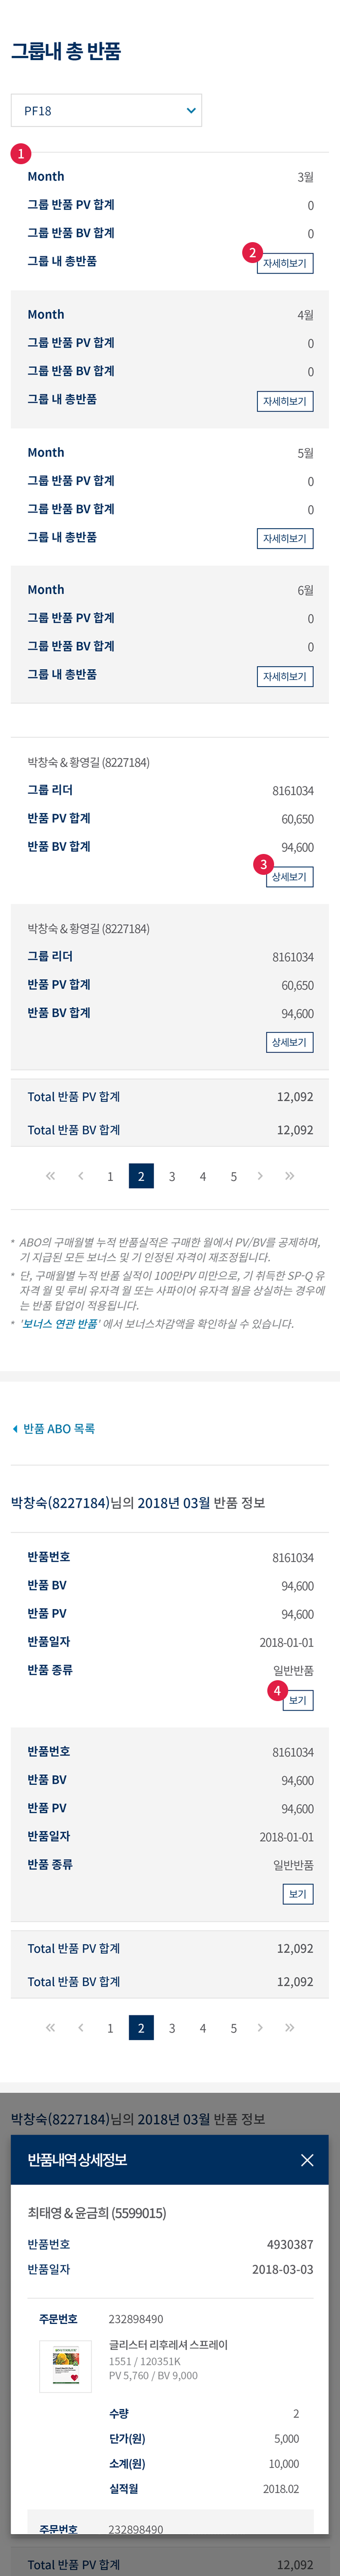 그룹내 총 반품
PF18
1
Month 3월
그룹 반품 PV 합계 0
그룹 반품 BV 합계 0
2
그룹 내 총반품 자세히보기
Month 4월
그룹 반품 PV 합계 0
그룹 반품 BV 합계 0
그룹 내 총반품 자세히보기
Month 5월
그룹 반품 PV 합계 0
그룹 반품 BV 합계 0
그룹 내 총반품 자세히보기
Month 6월
그룹 반품 PV 합계 0
그룹 반품 BV 합계 0
그룹 내 총반품 자세히보기
박창숙 & 황영길 (8227184)
그룹 리더 8161034
반품 PV 합계 60,650
반품 BV 합계 94,600
3
상세보기
박창숙 & 황영길 (8227184)
그룹 리더 8161034
반품 PV 합계 60,650
반품 BV 합계 94,600
상세보기
Total 반품 PV 합계 12,092
Total 반품 BV 합계 12,092
« ‹ 1 2 3 4 5 › »
* ABO의 구매월별 누적 반품실적은 구매한 월에서 PV/BV를 공제하며,
기 지급된 모든 보너스 및 기 인정된 자격이 재조정됩니다.
* 단, 구매월별 누적 반품 실적이 100만PV 미만으로, 기 취득한 SP-Q 유
자격 월 및 루비 유자격 월 또는 사파이어 유자격 월을 상실하는 경우에
는 반품 탑업이 적용됩니다.
* '보너스 연관 반품' 에서 보너스차감액을 확인하실 수 있습니다.
반품 ABO 목록
박창숙(8227184)님의 2018년 03월 반품 정보
반품번호 8161034
반품 BV 94,600
반품 PV 94,600
반품일자 2018-01-01
반품 종류 일반반품
4
보기
반품번호 8161034
반품 BV 94,600
반품 PV 94,600
반품일자 2018-01-01
반품 종류 일반반품
보기
Total 반품 PV 합계 12,092
Total 반품 BV 합계 12,092
« ‹ 1 2 3 4 5 › »
박창숙(8227184)님의 2018년 03월 반품 정보
반품내역 상세정보
최태영 & 윤금희 (5599015)
반품번호 4930387
반품일자 2018-03-03
주문번호 232898490
글리스터 리후레셔 스프레이
1551 / 120351K
PV 5,760 / BV 9,000
수량 2
단가(원) 5,000
소계(원) 10,000
실적월 2018.02
주문번호 232898490
Total 반품 PV 합계 12,092